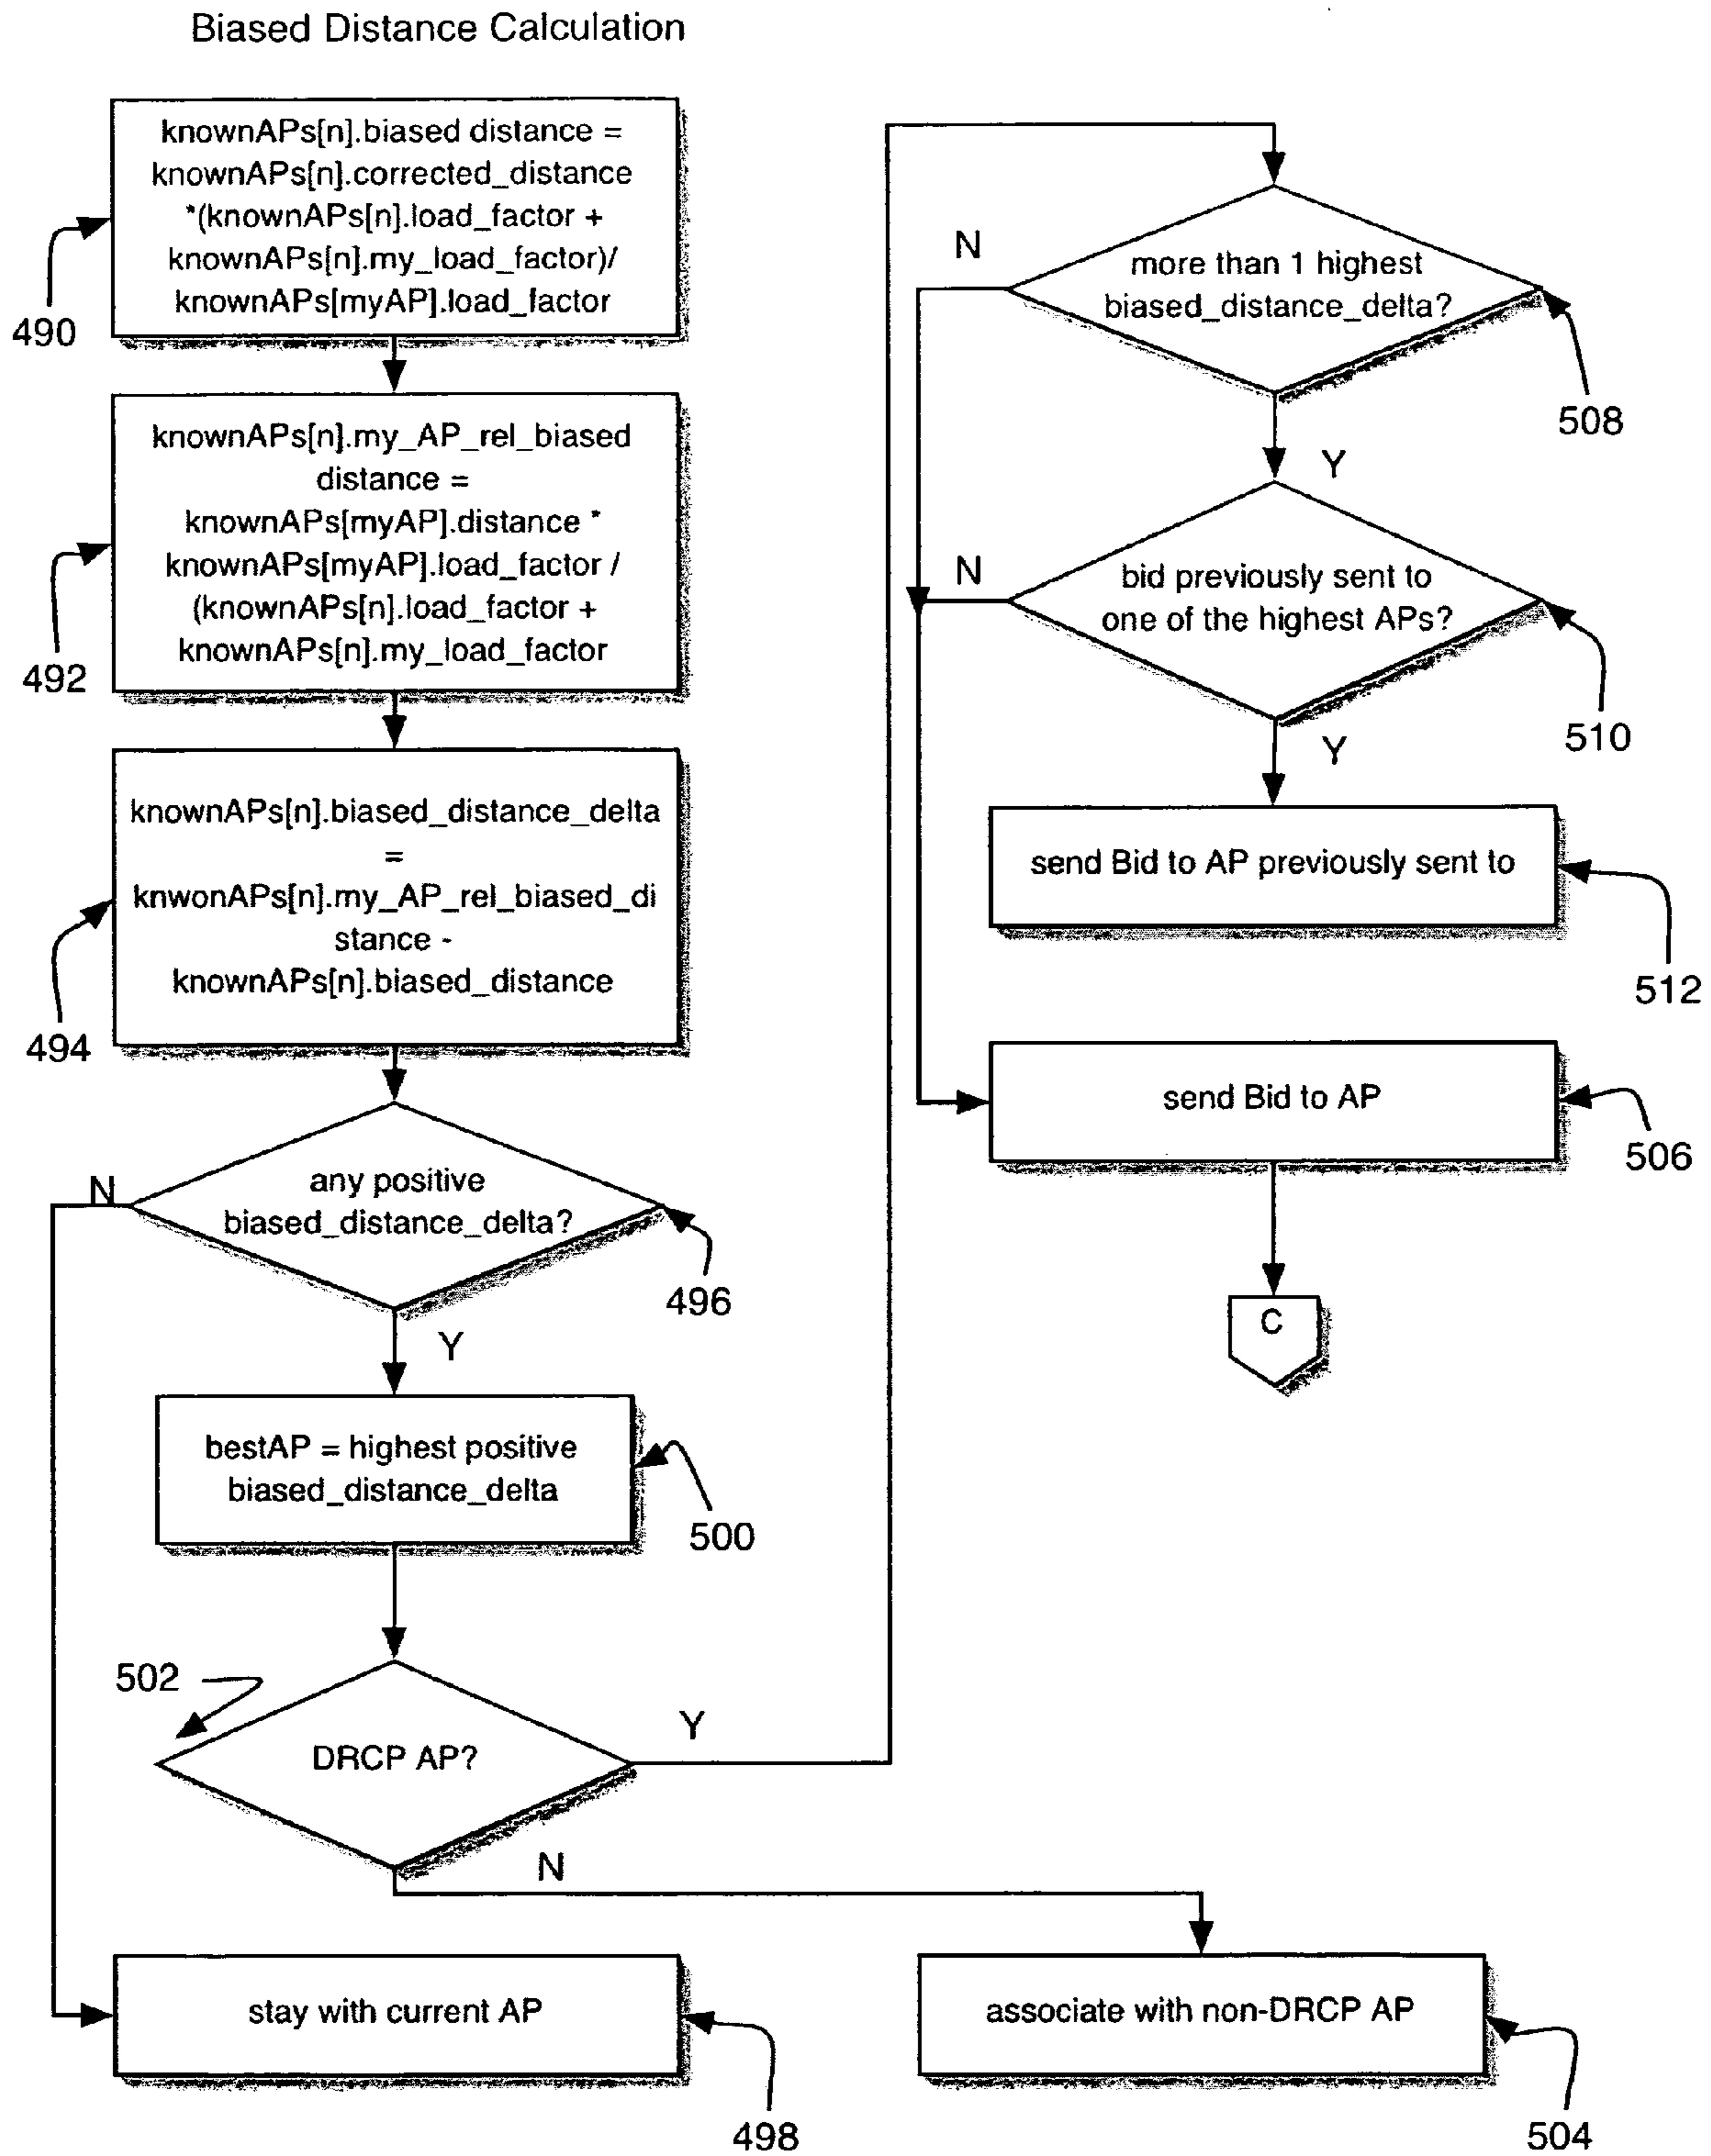 Biased Distance Calculation
knownAPs[n].biased distance =
knownAPs[n].corrected_distance
*(knownAPs[n].load_factor +
knownAPs[n].my_load_factor)/
knownAPs[myAP].load_factor
490
knownAPs[n].my_AP_rel_biased
distance =
knownAPs[myAP].distance *
knownAPs[myAP].load_factor /
(knownAPs[n].load_factor +
knownAPs[n].my_load_factor
492
knownAPs[n].biased_distance_delta
=
knwonAPs[n].my_AP_rel_biased_di
stance -
knownAPs[n].biased_distance
494
N
any positive
biased_distance_delta?
496
Y
bestAP = highest positive
biased_distance_delta
500
502
DRCP AP?
Y
N
stay with current AP
498
associate with non-DRCP AP
504
N
more than 1 highest
biased_distance_delta?
508
Y
N
bid previously sent to
one of the highest APs?
510
Y
send Bid to AP previously sent to
512
send Bid to AP
506
C